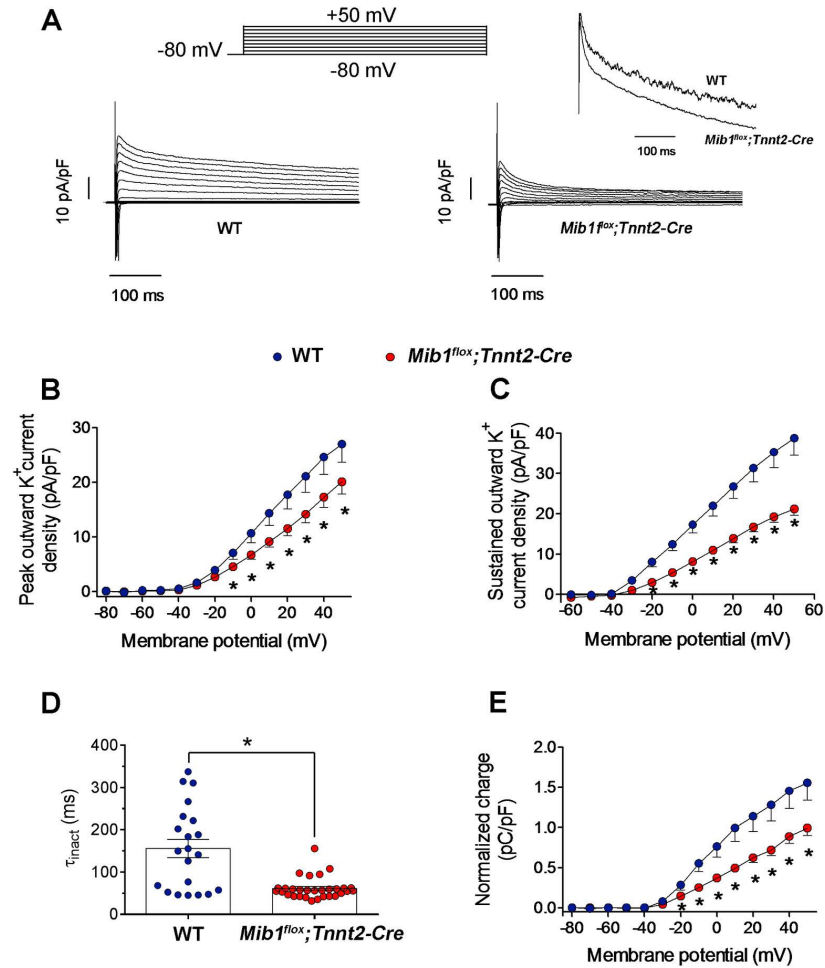 A
+50 mV
-80 mV
-80 mV
WT
Mib1flox;Tnnt2-Cre
100 ms
10 pA/pF
WT
100 ms
10 pA/pF
Mib1flox;Tnnt2-Cre
100 ms
WT
Mib1flox;Tnnt2-Cre
B
Peak outward K+current
density (pA/pF)
30
20
10
0
* * * * * * *
-80 -60 -40 -20 0 20 40
Membrane potential (mV)
C
Sustained outward K+
current density (pA/pF)
40
30
20
10
0
* * * * * * * *
-60 -40 -20 0 20 40 60
Membrane potential (mV)
D
τinact (ms)
400
300
200
100
0
*
WT
Mib1flox;Tnnt2-Cre
E
Normalized charge
(pC/pF)
2.0
1.5
1.0
0.5
0.0
* * * * * * * *
-80 -60 -40 -20 0 20 40
Membrane potential (mV)